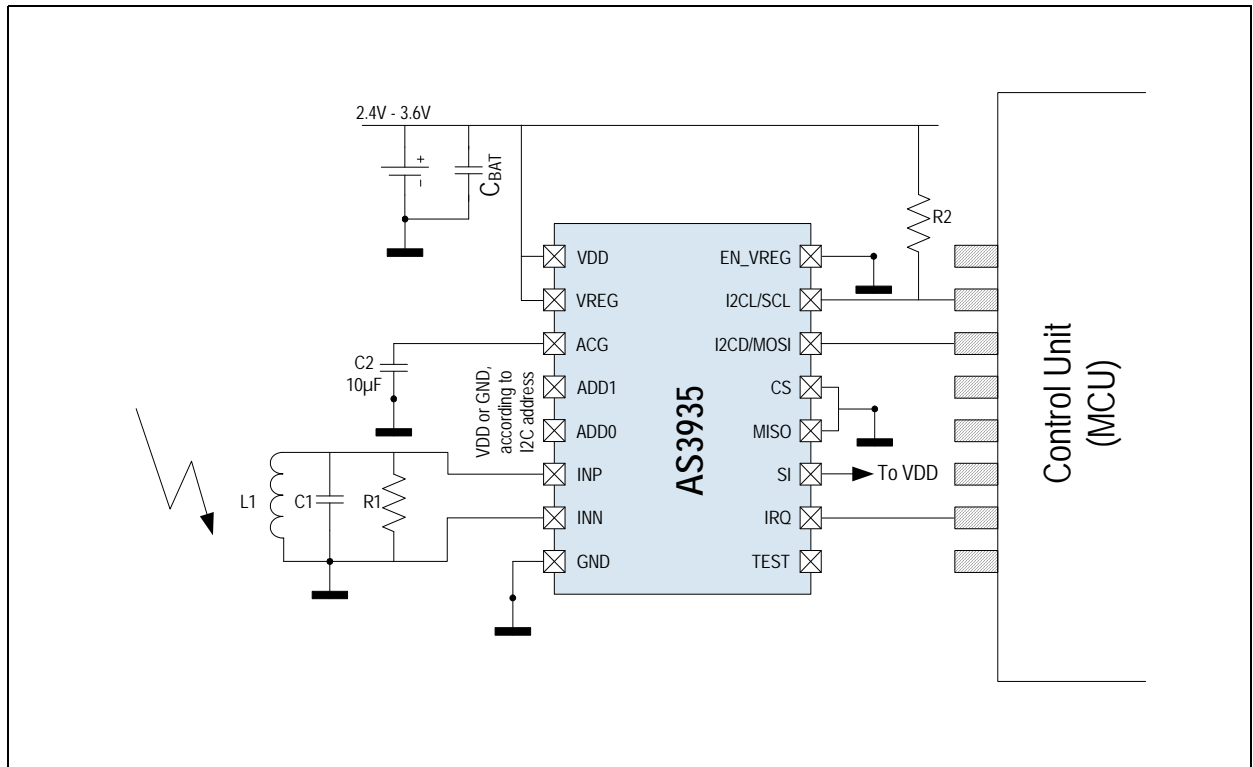 2.4V - 3.6V
+
-
CBAT
R2
VDD
VREG
ACG
ADD1
ADD0
INP
INN
GND
EN_VREG
I2CL/SCL
I2CD/MOSI
CS
MISO
SI
IRQ
TEST
AS3935
C2
10µF
VDD or GND,
according to
I2C address
L1
C1
R1
To VDD
Control Unit
(MCU)